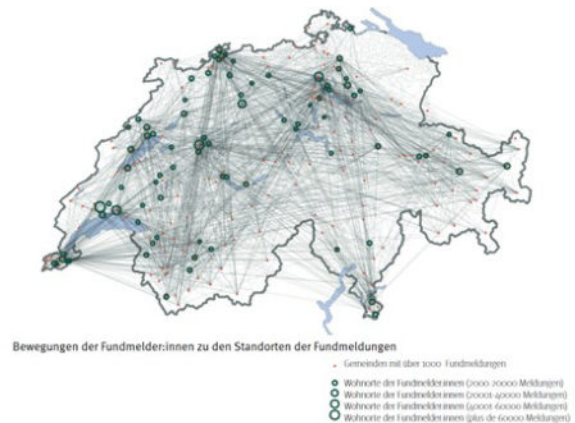 Bewegungen der Fundmelder:innen zu den Standorten der Fundmeldungen
Gemeinden mit über 1000 Fundmeldungen
Wohnorte der Fundmelder:innen (2000-20000 Meldungen)
Wohnorte der Fundmelder:innen (20001-40000 Meldungen)
Wohnorte der Fundmelder:innen (40001-60000 Meldungen)
Wohnorte der Fundmelder:innen (plus de 60000 Meldungen)